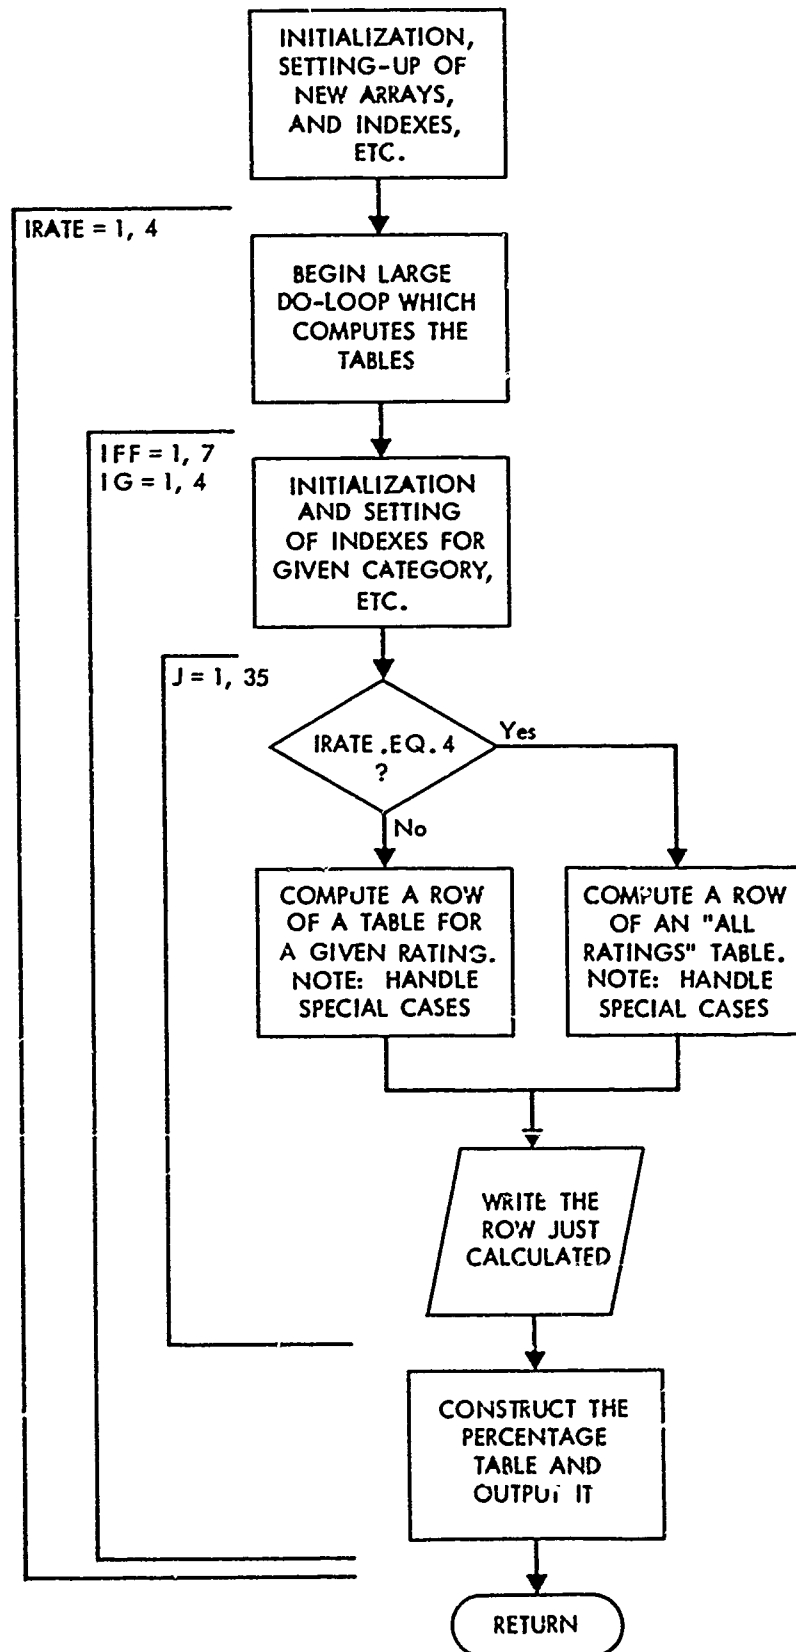 INITIALIZATION,
SETTING-UP OF
NEW ARRAYS,
AND INDEXES,
ETC.
IRATE = 1, 4
BEGIN LARGE
DO-LOOP WHICH
COMPUTES THE
TABLES
IFF = 1, 7
IG = 1, 4
INITIALIZATION
AND SETTING
OF INDEXES FOR
GIVEN CATEGORY,
ETC.
J = 1, 35
IRATE .EQ. 4
?
Yes
No
COMPUTE A ROW
OF A TABLE FOR
A GIVEN RATING.
NOTE: HANDLE
SPECIAL CASES
COMPUTE A ROW
OF AN "ALL
RATINGS" TABLE.
NOTE: HANDLE
SPECIAL CASES
WRITE THE
ROW JUST
CALCULATED
CONSTRUCT THE
PERCENTAGE
TABLE AND
OUTPUT IT
RETURN